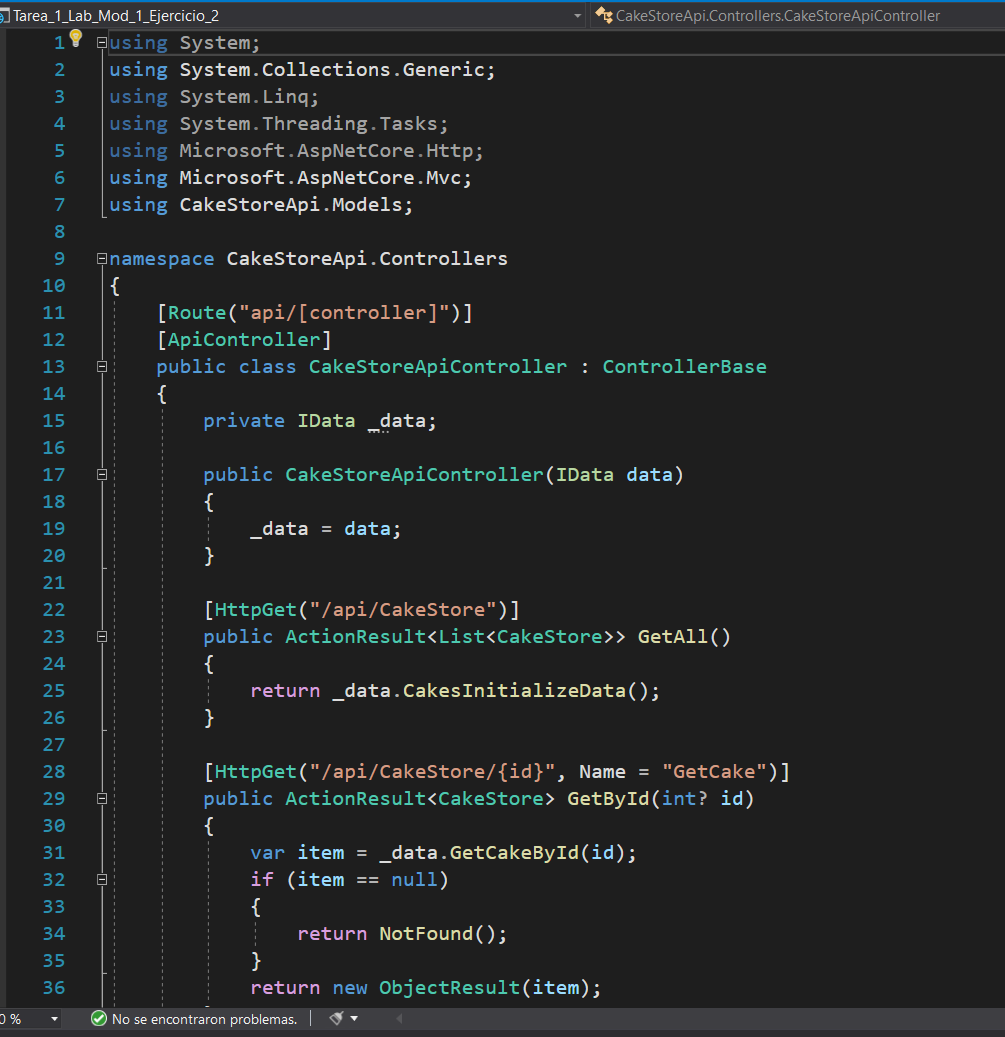 Tarea_1_Lab_Mod_1_Ejercicio_2
CakeStoreApi.Controllers.CakeStoreApiController
1 using System;
2 using System.Collections.Generic;
3 using System.Linq;
4 using System.Threading.Tasks;
5 using Microsoft.AspNetCore.Http;
6 using Microsoft.AspNetCore.Mvc;
7 using CakeStoreApi.Models;
8
9 namespace CakeStoreApi.Controllers
10 {
11 [Route("api/[controller]")]
12 [ApiController]
13 public class CakeStoreApiController : ControllerBase
14 {
15 private IData _data;
16
17 public CakeStoreApiController(IData data)
18 {
19 _data = data;
20 }
21
22 [HttpGet("/api/CakeStore")]
23 public ActionResult<List<CakeStore>> GetAll()
24 {
25 return _data.CakesInitializeData();
26 }
27
28 [HttpGet("/api/CakeStore/{id}", Name = "GetCake")]
29 public ActionResult<CakeStore> GetById(int? id)
30 {
31 var item = _data.GetCakeById(id);
32 if (item == null)
33 {
34 return NotFound();
35 }
36 return new ObjectResult(item);
0 %
No se encontraron problemas.